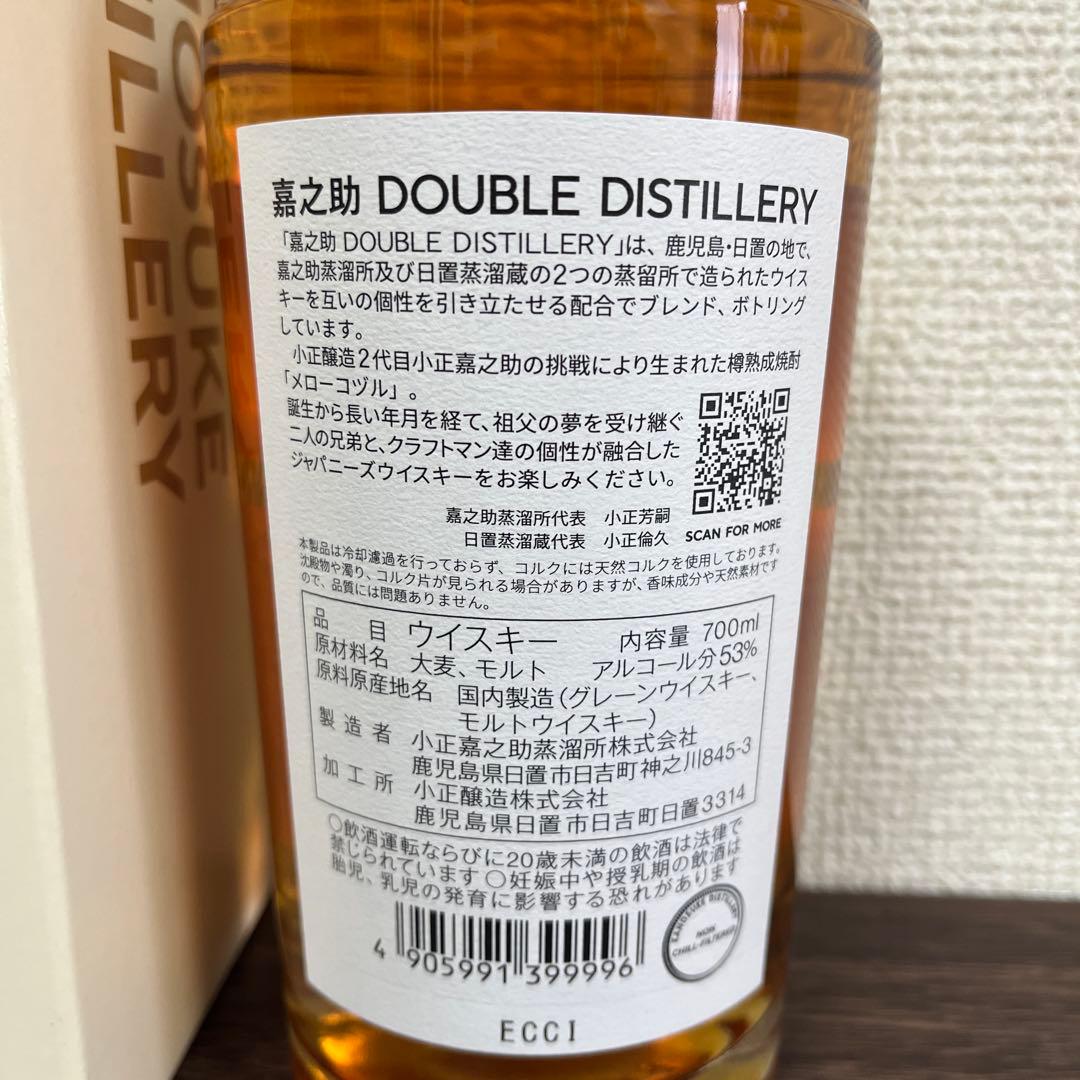 NOSUKE
ILLERY
嘉之助 DOUBLE DISTILLERY
「嘉之助 DOUBLE DISTILLERY」は、鹿児島・日置の地で、
嘉之助蒸溜所及び日置蒸溜蔵の2つの蒸留所で造られたウイス
キーを互いの個性を引き立たせる配合でブレンド、ボトリング
しています。
小正醸造2代目小正嘉之助の挑戦により生まれた樽熟成焼酎
「メローコヅル」。
誕生から長い年月を経て、祖父の夢を受け継ぐ
二人の兄弟と、クラフトマン達の個性が融合した
ジャパニーズウイスキーをお楽しみください。
嘉之助蒸溜所代表 小正芳嗣
日置蒸溜蔵代表 小正倫久
SCAN FOR MORE
本製品は冷却濾過を行っておらず、コルクには天然コルクを使用しております。
沈殿物や濁り、コルク片が見られる場合がありますが、香味成分や天然素材です
ので、品質には問題ありません。
品目 ウイスキー 内容量 700ml
原材料名 大麦、モルト アルコール分53%
原料原産地名 国内製造(グレーンウイスキー、
モルトウイスキー)
製造者 小正嘉之助蒸溜所株式会社
鹿児島県日置市日吉町神之川845-3
加工所 小正醸造株式会社
鹿児島県日置市日吉町日置3314
○飲酒運転ならびに20歳未満の飲酒は法律で
禁じられています ○妊娠中や授乳期の飲酒は
胎児、乳児の発育に影響する恐れがあります
4 905991 399996
KANOSUKE DISTILLERY
NON
CHILL-FILTERED
ECCI